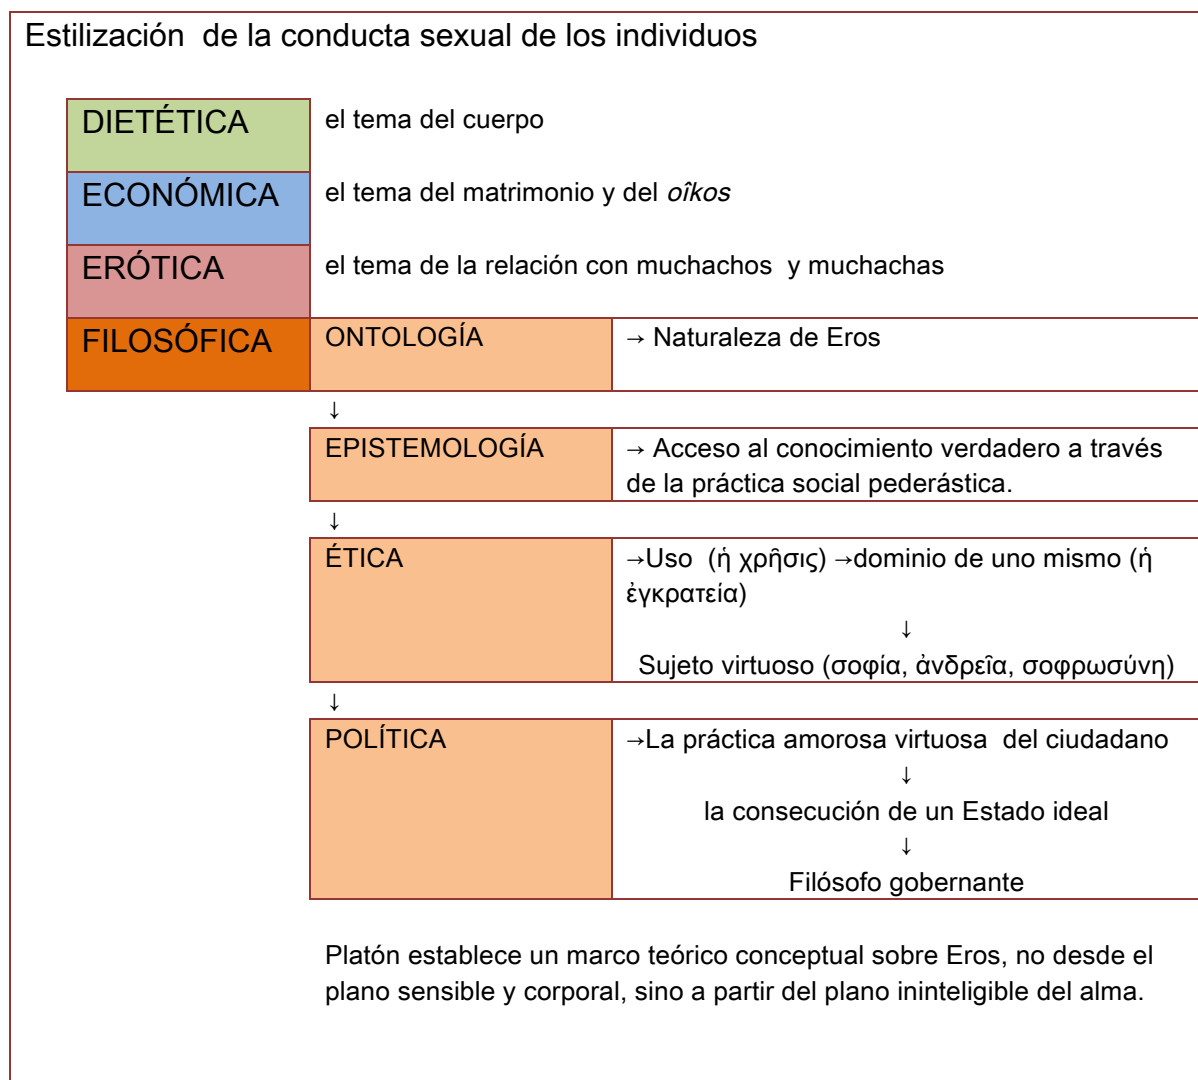 Estilización  de la conducta sexual de los individuos
DIETÉTICA
el tema del cuerpo
ECONÓMICA
el tema del matrimonio y del oîkos
ERÓTICA
el tema de la relación con muchachos  y muchachas
FILOSÓFICA
ONTOLOGÍA
→ Naturaleza de Eros
↓
EPISTEMOLOGÍA
→ Acceso al conocimiento verdadero a través
de la práctica social pederástica.
↓
ÉTICA
→Uso  (ἡ χρῆσις) →dominio de uno mismo (ἡ
ἐγκρατεία)
↓
Sujeto virtuoso (σοφία, ἀνδρεῖα, σοφρωσύνη)
↓
POLÍTICA
→La práctica amorosa virtuosa  del ciudadano
↓
la consecución de un Estado ideal
↓
Filósofo gobernante
Platón establece un marco teórico conceptual sobre Eros, no desde el
plano sensible y corporal, sino a partir del plano ininteligible del alma.